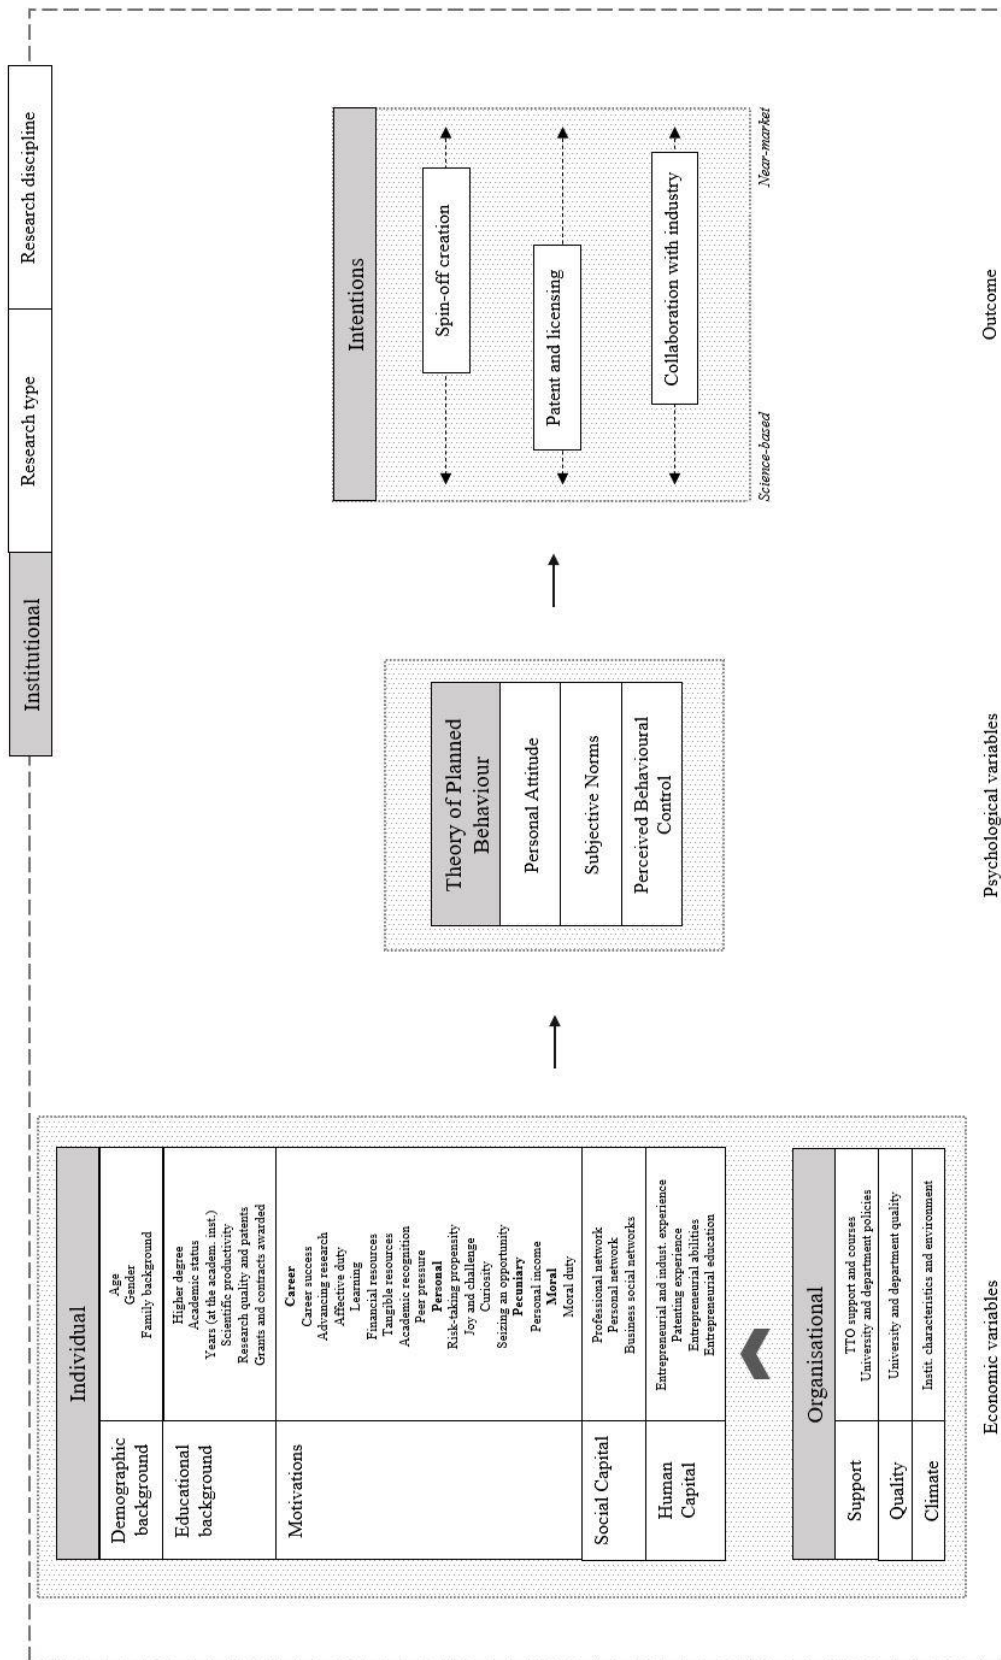 Institutional
Research type
Research discipline
Individual
Demographic
background
Age
Gender
Family background
Educational
background
Higher degree
Academic status
Years (at the academ. inst.)
Scientific productivity
Research quality and patents
Grants and contracts awarded
Motivations
Career
Career success
Advancing research
Affective duty
Learning
Financial resources
Tangible resources
Academic recognition
Peer pressure
Personal
Risk-taking propensity
Joy and challenge
Curiosity
Seizing an opportunity
Pecuniary
Personal income
Moral
Moral duty
Social Capital
Professional network
Personal network
Business social networks
Human
Capital
Entrepreneurial and indust. experience
Patenting experience
Entrepreneurial abilities
Entrepreneurial education
Organisational
Support
TTO support and courses
University and department policies
Quality
University and department quality
Climate
Instit. characteristics and environment
Theory of Planned
Behaviour
Personal Attitude
Subjective Norms
Perceived Behavioural
Control
Intentions
Spin-off creation
Patent and licensing
Collaboration with industry
Science-based
Near-market
Economic variables
Psychological variables
Outcome